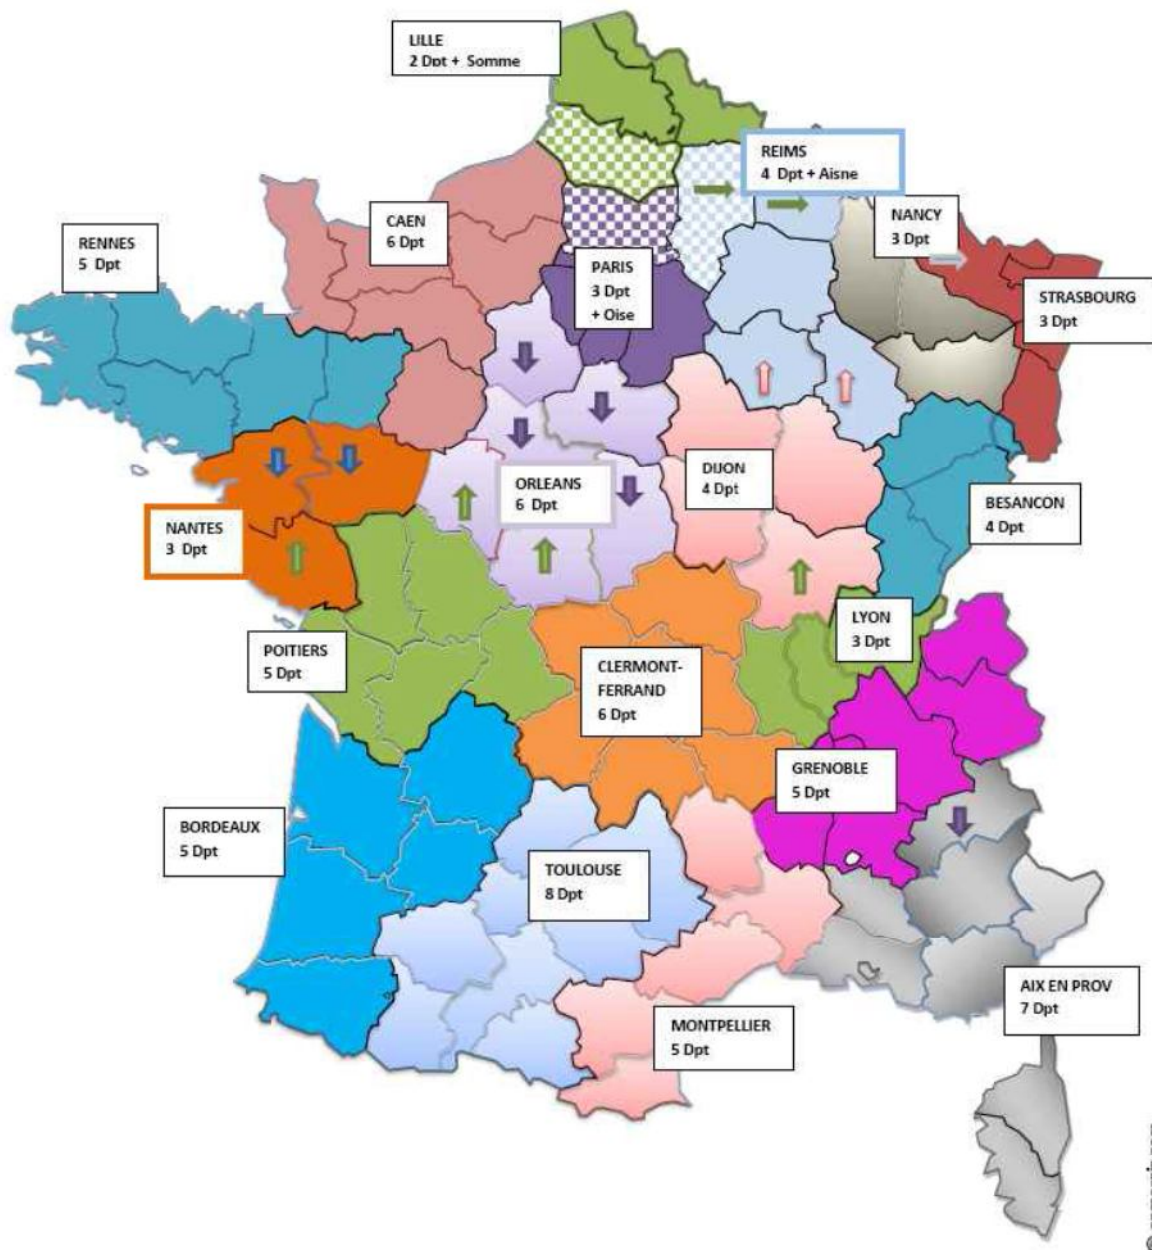 LILLE
2 Dpt + Somme
REIMS
4 Dpt + Aisne
NANCY
3 Dpt
CAEN
6 Dpt
RENNES
5 Dpt
PARIS
3 Dpt
+ Oise
STRASBOURG
3 Dpt
DIJON
4 Dpt
ORLEANS
6 Dpt
BESANCON
4 Dpt
NANTES
3 Dpt
LYON
3 Dpt
POITIERS
5 Dpt
CLERMONT-
FERRAND
6 Dpt
GRENOBLE
5 Dpt
BORDEAUX
5 Dpt
TOULOUSE
8 Dpt
AIX EN PROV
7 Dpt
MONTPELLIER
5 Dpt